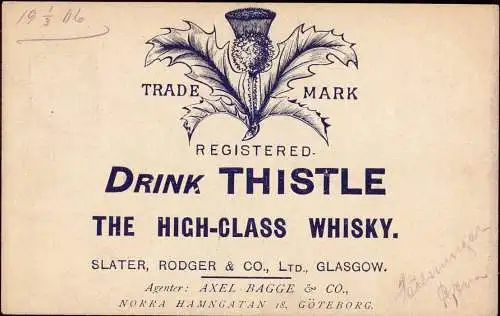 19 1/3 06
TRADE MARK
REGISTERED.
DRINK THISTLE
THE HIGH-CLASS WHISKY.
SLATER, RODGER & CO., LTD., GLASGOW.
Agenter: AXEL BAGGE & CO.,
NORRA HAMNGATAN 18, GÖTEBORG.